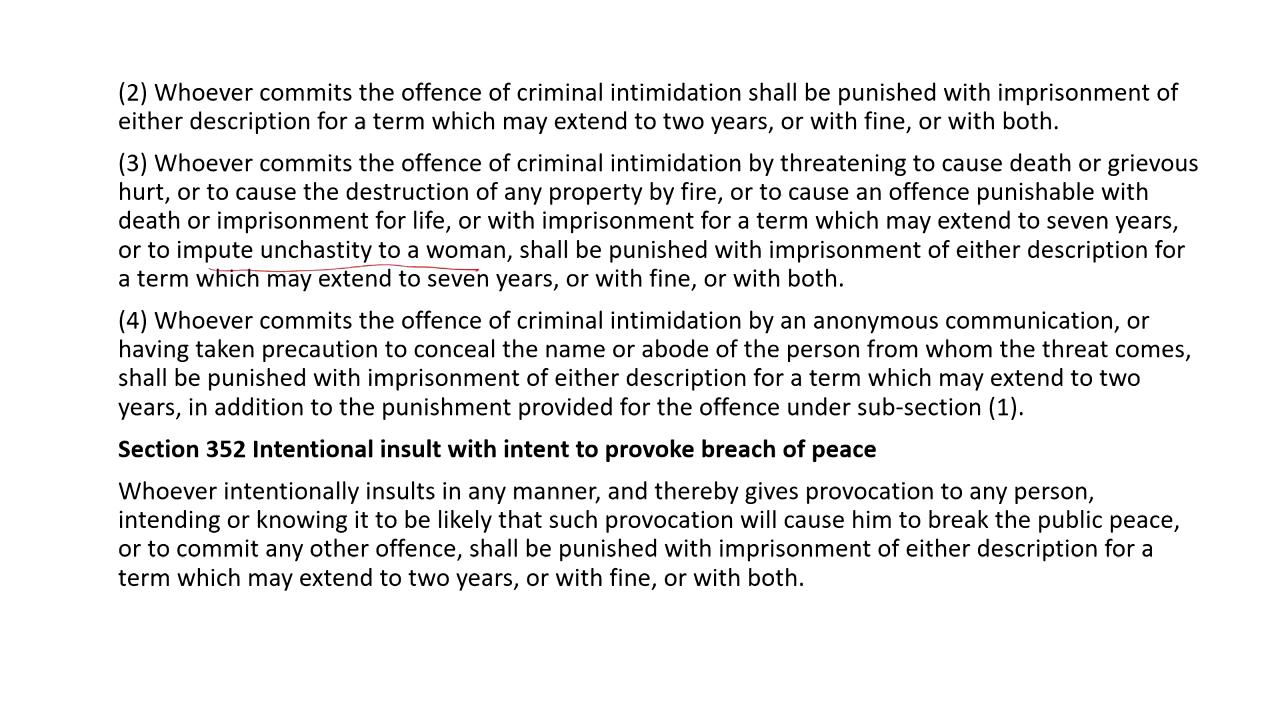 (2) Whoever commits the offence of criminal intimidation shall be punished with imprisonment of
either description for a term which may extend to two years, or with fine, or with both.
(3) Whoever commits the offence of criminal intimidation by threatening to cause death or grievous
hurt, or to cause the destruction of any property by fire, or to cause an offence punishable with
death or imprisonment for life, or with imprisonment for a term which may extend to seven years,
or to impute unchastity to a woman, shall be punished with imprisonment of either description for
a term which may extend to seven years, or with fine, or with both.
(4) Whoever commits the offence of criminal intimidation by an anonymous communication, or
having taken precaution to conceal the name or abode of the person from whom the threat comes,
shall be punished with imprisonment of either description for a term which may extend to two
years, in addition to the punishment provided for the offence under sub-section (1).
Section 352 Intentional insult with intent to provoke breach of peace
Whoever intentionally insults in any manner, and thereby gives provocation to any person,
intending or knowing it to be likely that such provocation will cause him to break the public peace,
or to commit any other offence, shall be punished with imprisonment of either description for a
term which may extend to two years, or with fine, or with both.